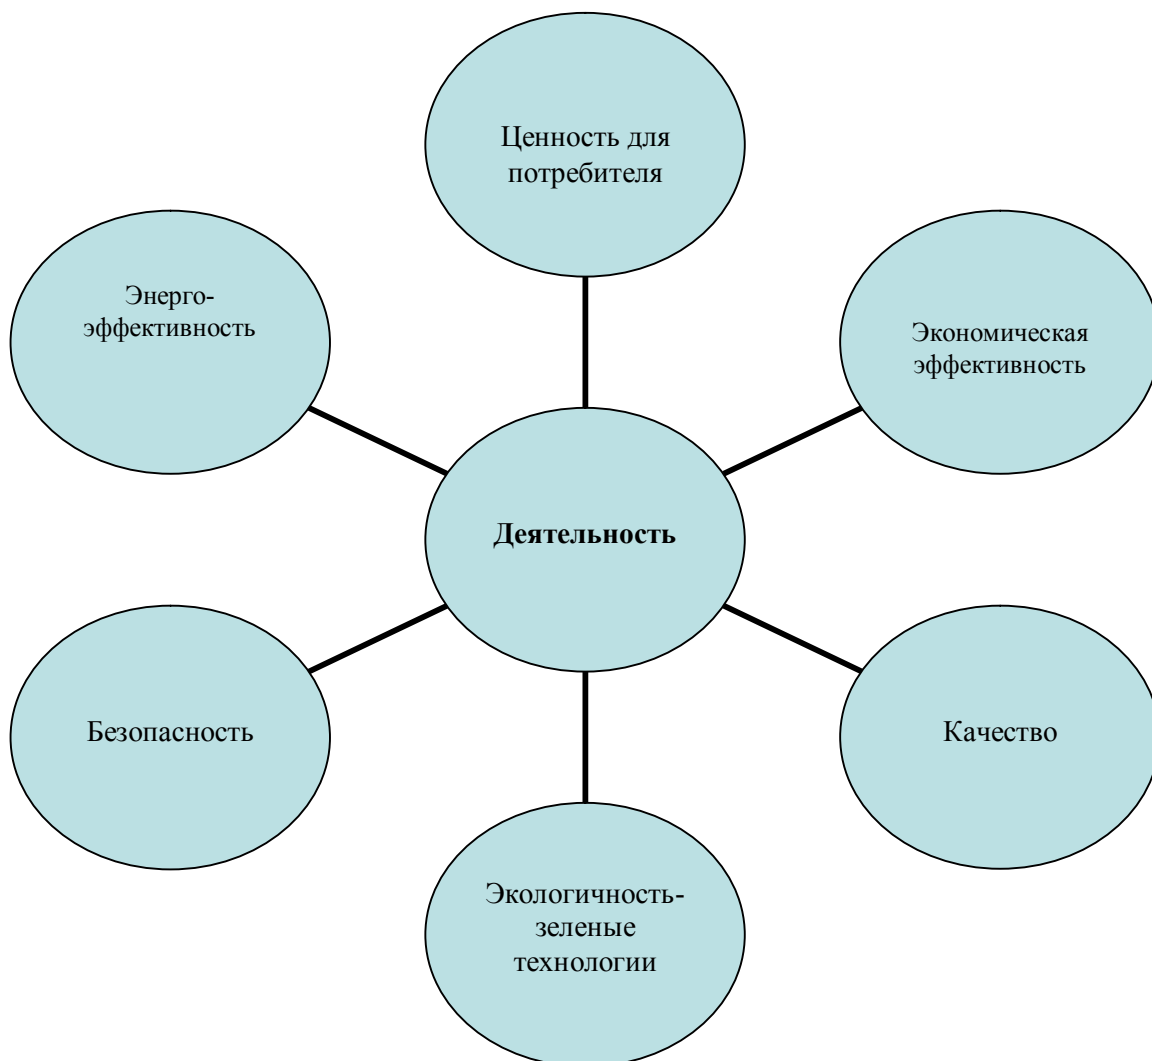 Ценность для
потребителя
Энерго-
эффективность
Экономическая
эффективность
Деятельность
Безопасность
Качество
Экологичность-
зеленые
технологии